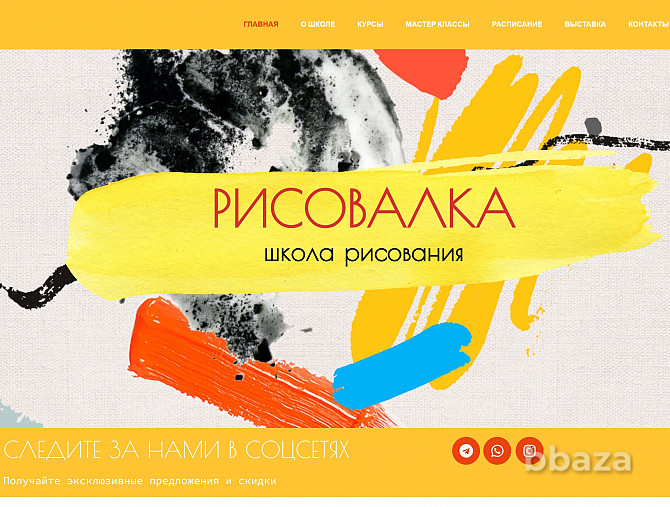 ГЛАВНАЯ О ШКОЛЕ КУРСЫ МАСТЕР КЛАССЫ РАСПИСАНИЕ ВЫСТАВКА КОНТАКТЫ
РИСОВАЛКА
школа рисования
СЛЕДИТЕ ЗА НАМИ В СОЦСЕТЯХ
Получайте эксклюзивные предложения и скидки
bbaza